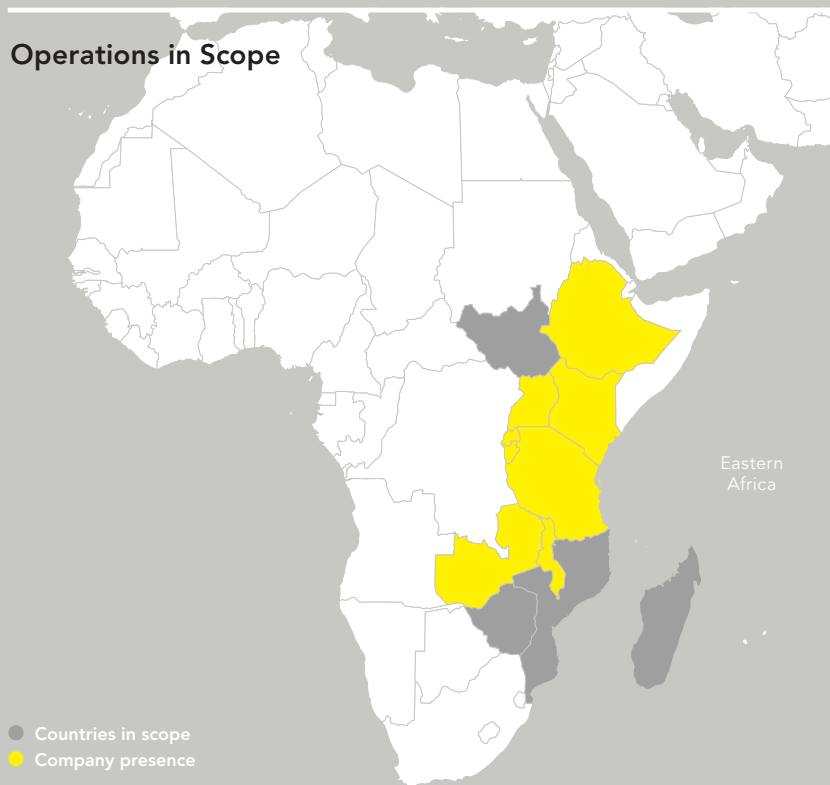 Operations in Scope
Eastern
Africa
Countries in scope
Company presence